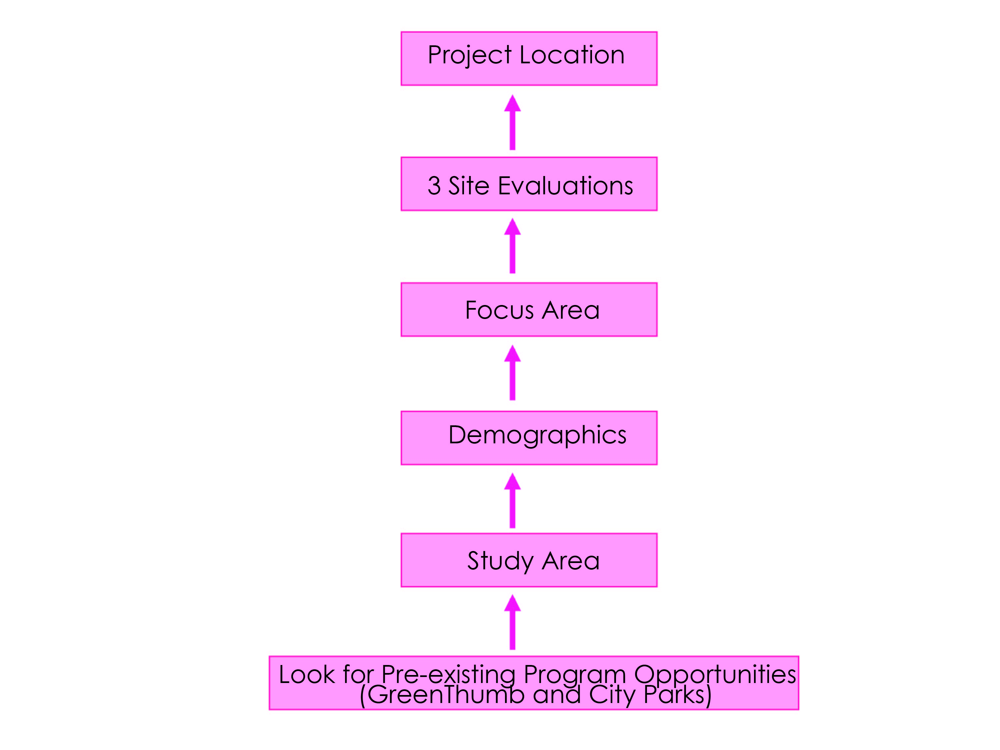 Project Location
3 Site Evaluations
Focus Area
Demographics
Study Area
Look for Pre-existing Program Opportunities
(GreenThumb and City Parks)